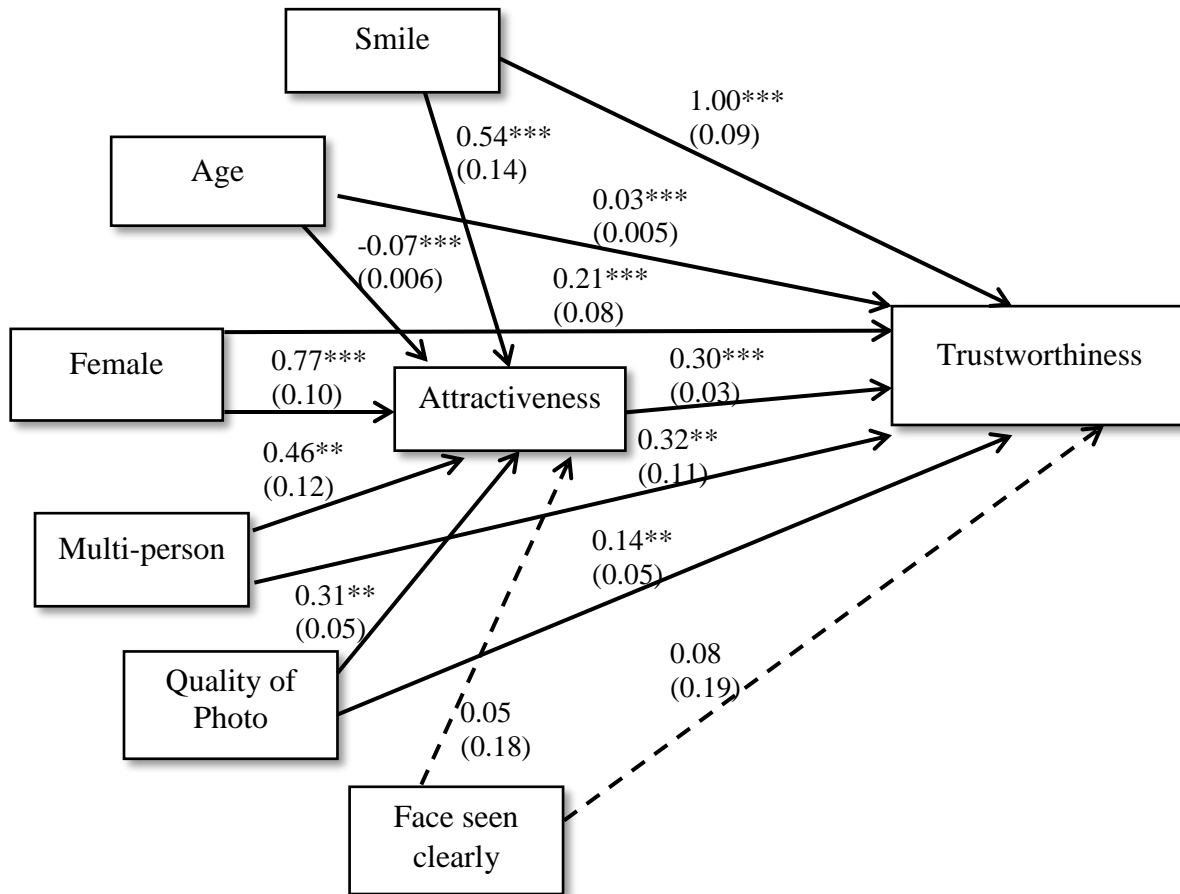 Smile
1.00***
(0.09)
0.54***
(0.14)
Age
0.03***
(0.005)
-0.07***
(0.006)
0.21***
(0.08)
Female
0.77***
(0.10)
Attractiveness
0.30***
(0.03)
Trustworthiness
0.46**
(0.12)
0.32**
(0.11)
Multi-person
0.14**
(0.05)
0.31**
(0.05)
Quality of
Photo
0.05
(0.18)
0.08
(0.19)
Face seen
clearly